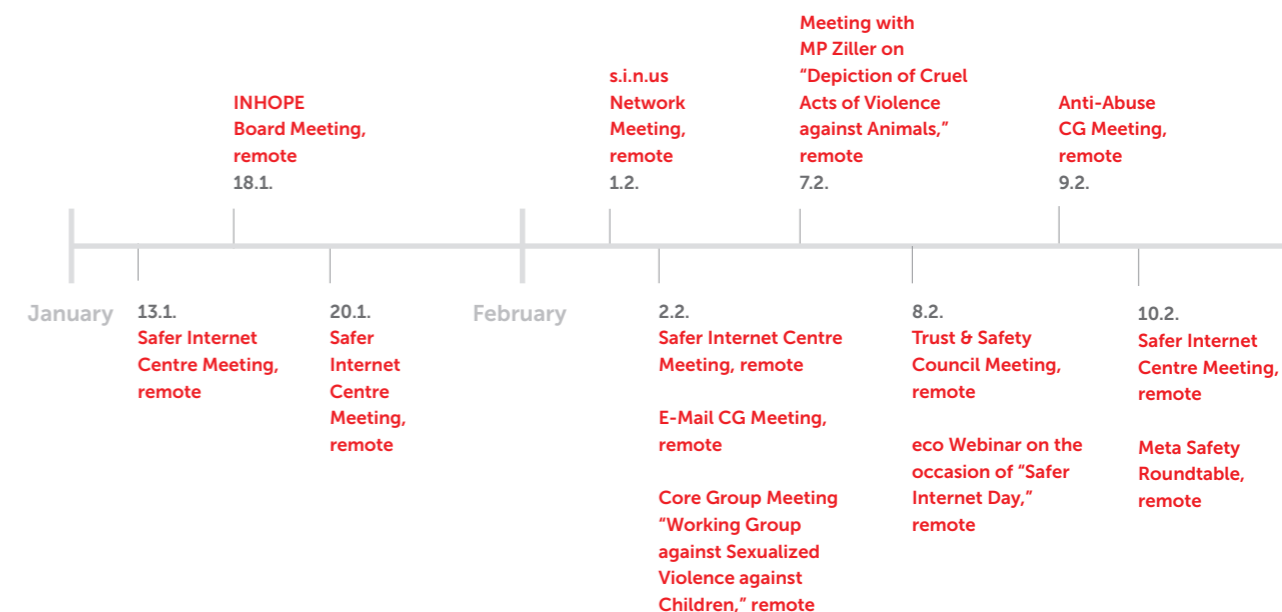 INHOPE
Board Meeting,
remote
18.1.
s.i.n.us
Network
Meeting,
remote
1.2.
Meeting with
MP Ziller on
“Depiction of Cruel
Acts of Violence
against Animals,”
remote
7.2.
Anti-Abuse
CG Meeting,
remote
9.2.
January
13.1.
Safer Internet
Centre Meeting,
remote
20.1.
Safer
Internet
Centre
Meeting,
remote
February
2.2.
Safer Internet Centre
Meeting, remote
E-Mail CG Meeting,
remote
Core Group Meeting
“Working Group
against Sexualized
Violence against
Children,” remote
8.2.
Trust & Safety
Council Meeting,
remote
eco Webinar on the
occasion of “Safer
Internet Day,”
remote
10.2.
Safer Internet
Centre Meeting,
remote
Meta Safety
Roundtable,
remote